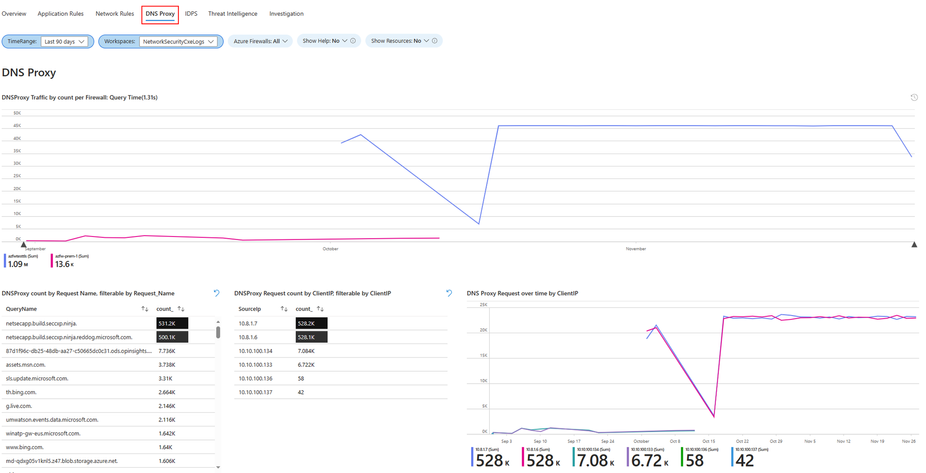 Overview Application Rules Network Rules DNS Proxy IDPS Threat Intelligence Investigation
TimeRange: Last 90 days Workspaces: NetworkSecurityCxeLogs Azure Firewalls: All Show Help: No Show Resources: No
DNS Proxy
DNSProxy Traffic by count per Firewall: Query Time(1.31s)
50K
45K
40K
35K
30K
25K
20K
15K
10K
5K
0K
September October November
azfwsouth (Sum) azfw-prem-1 (Sum)
1.09 M 13.6 K
DNSProxy count by Request Name, filterable by Request_Name
QueryName count_
netsecapp.build.seccxp.ninja. 531.2K
netsecapp.build.seccxp.ninja.reddog.microsoft.com. 500.1K
87d1f96c-db25-48db-aa27-c50665dc0c31.ods.opinsights.... 7.736K
assets.msn.com. 3.738K
sls.update.microsoft.com. 3.31K
th.bing.com. 2.664K
g.live.com. 2.146K
umwatson.events.data.microsoft.com. 2.116K
winatp-gw-eus.microsoft.com. 1.642K
www.bing.com. 1.64K
md-qdxg05v1knl5.z47.blob.storage.azure.net. 1.606K
DNSProxy Request count by ClientIP, filterable by ClientIP
SourceIp count_
10.8.1.7 528.2K
10.8.1.6 528.1K
10.10.100.134 7.084K
10.10.100.133 6.722K
10.10.100.136 58
10.10.100.137 42
DNS Proxy Request over time by ClientIP
25K
20K
15K
10K
5K
0K
Sep 5 Sep 10 Sep 17 Sep 24 October Oct 8 Oct 15 Oct 22 Oct 29 Nov 5 Nov 12 Nov 19 Nov 28
10.8.1.7 (Sum) 10.8.1.6 (Sum) 10.10.100.134 (Sum) 10.10.100.133 (Sum) 10.10.100.136 (Sum) 10.10.100.137 (Sum)
528 K 528 K 7.08 K 6.72 K 58 42